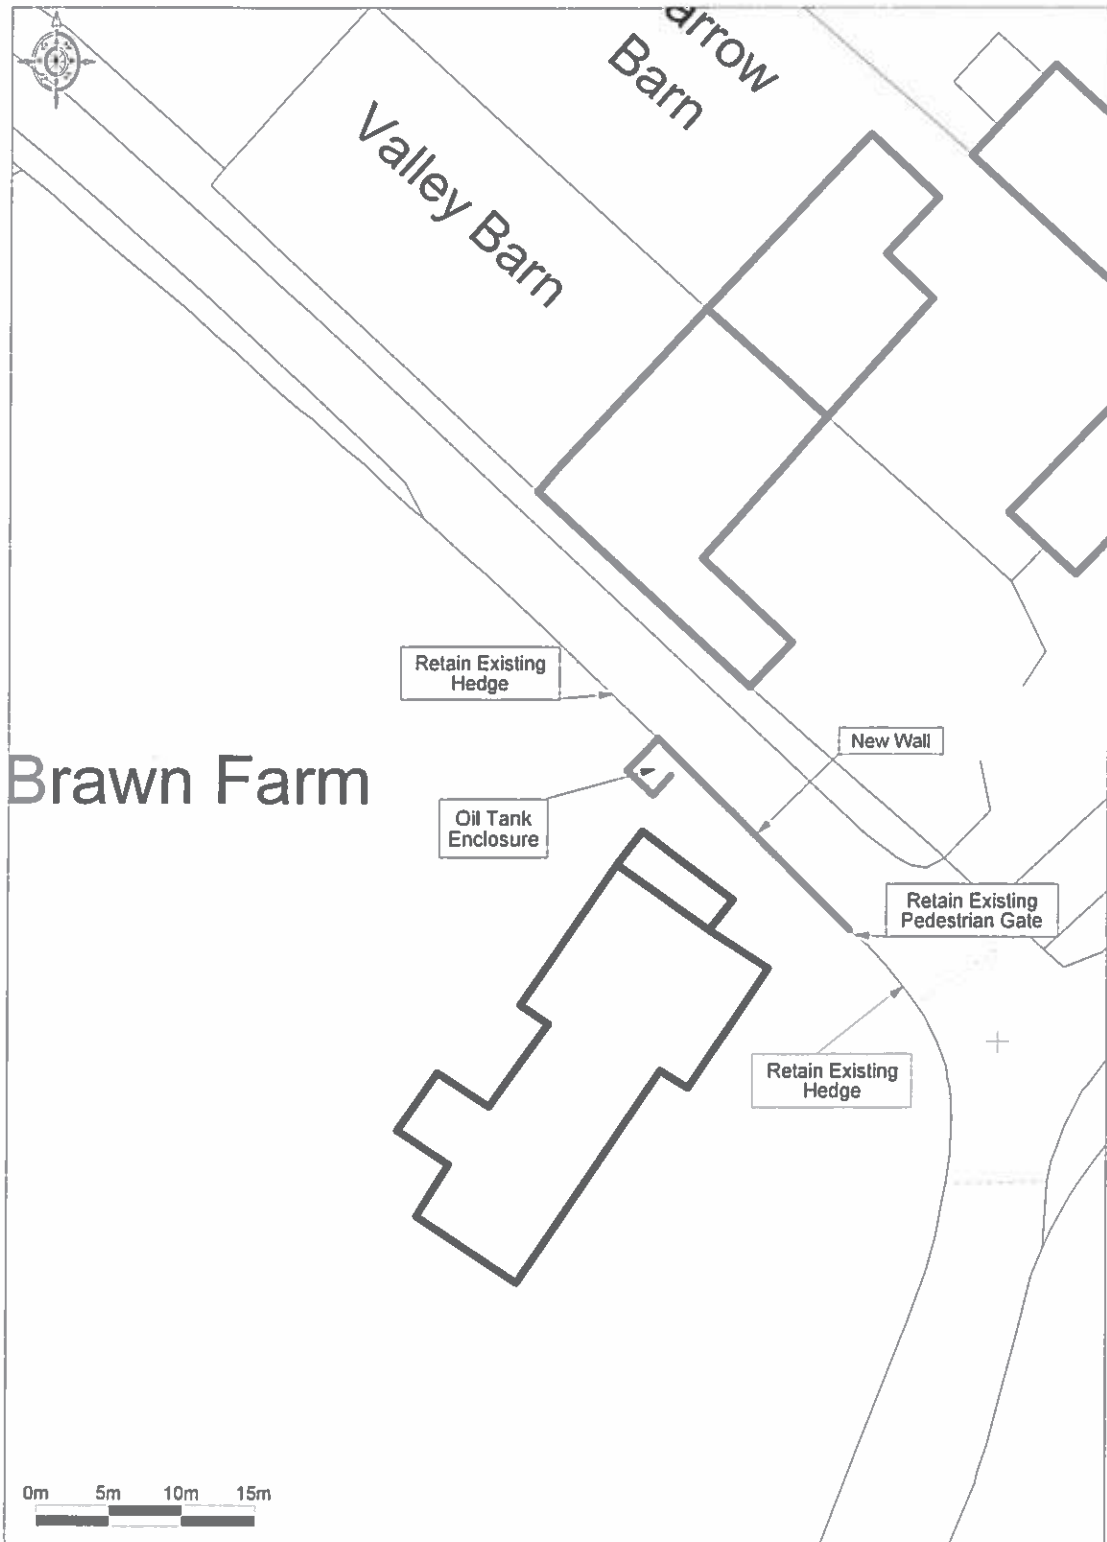 arrow
Barn
Valley Barn
Retain Existing
Hedge
New Wall
Brawn Farm
Oil Tank
Enclosure
Retain Existing
Pedestrian Gate
Retain Existing
Hedge
0m 5m 10m 15m